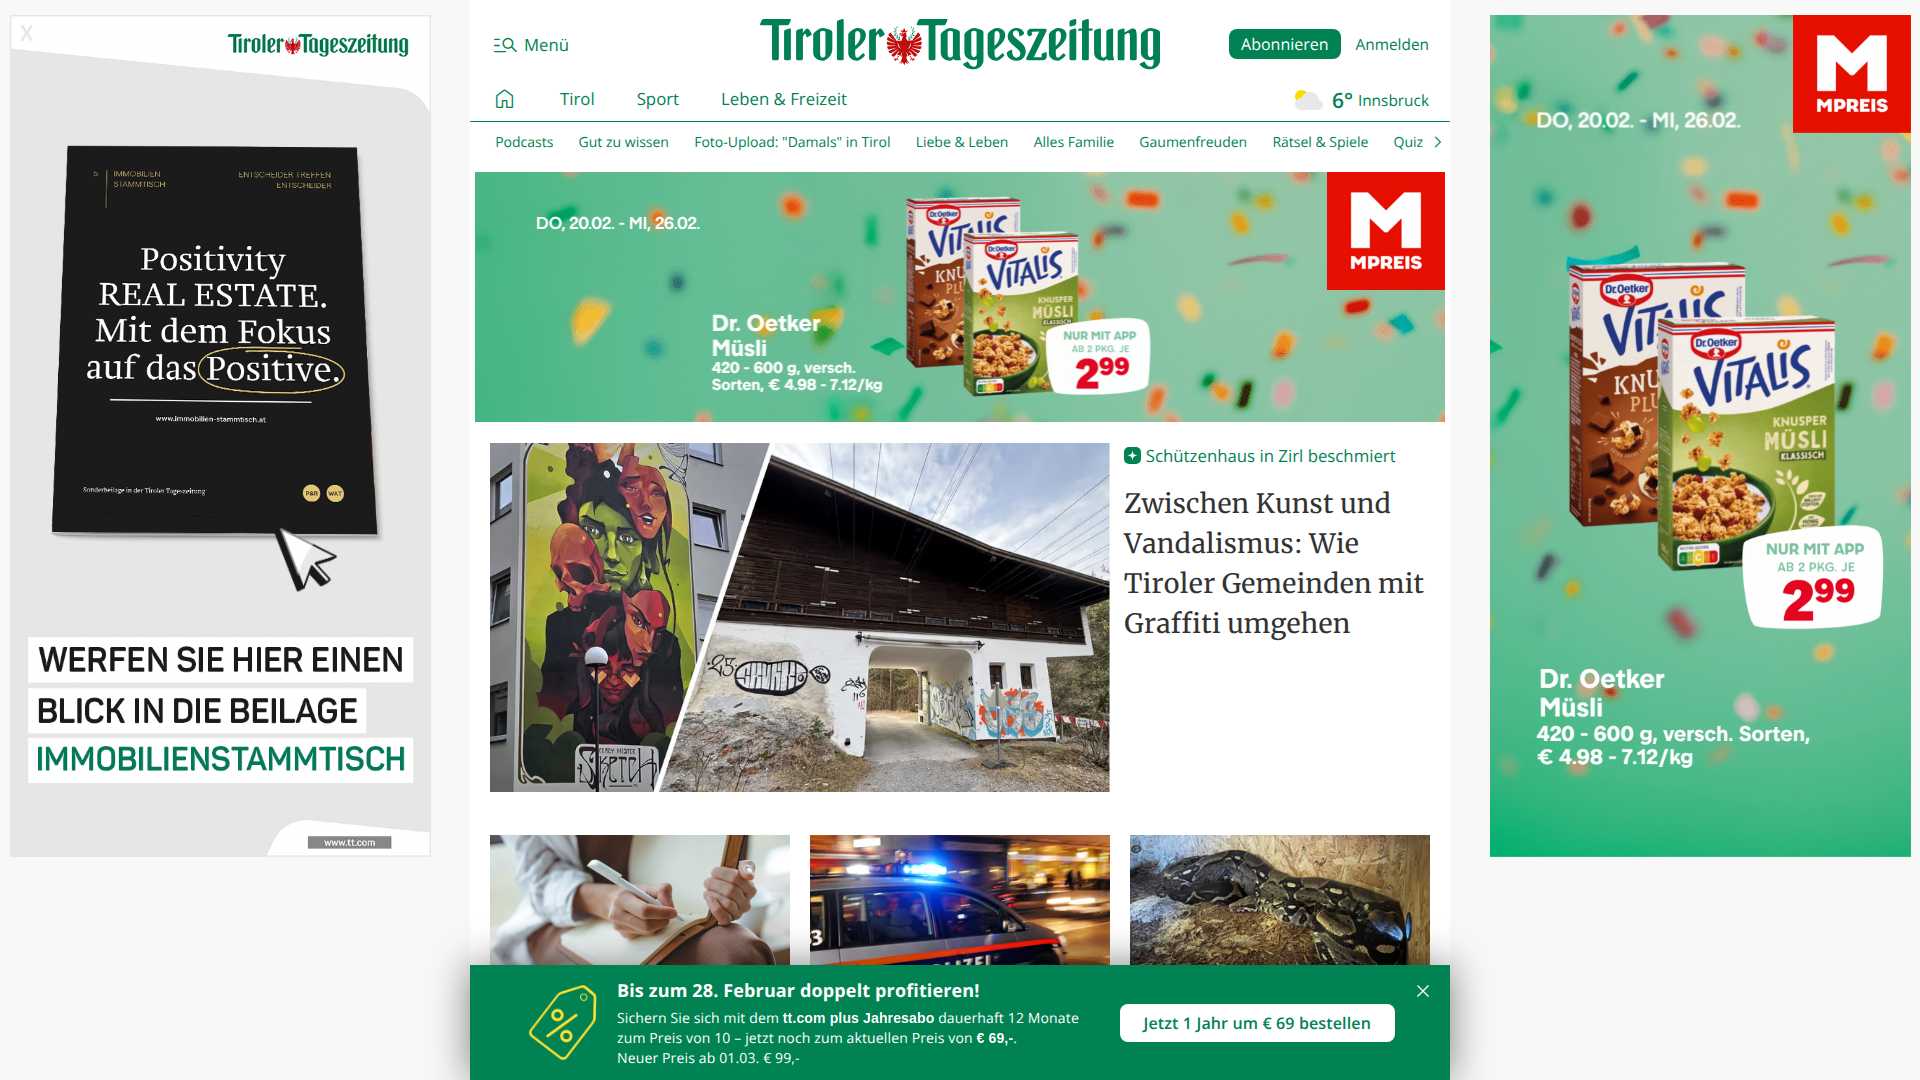 X
Tiroler Tageszeitung
IMMOBILIEN
STAMMTISCH
ENTSCHEIDER TREFFEN
ENTSCHEIDER
Positivity
REAL ESTATE.
Mit dem Fokus
auf das Positive.
www.immobilien-stammtisch.at
Sonderbeilage in der Tiroler Tageszeitung
P&R
WAT
WERFEN SIE HIER EINEN
BLICK IN DIE BEILAGE
IMMOBILIENSTAMMTISCH
www.tt.com
Menü
Tiroler Tageszeitung
Abonnieren
Anmelden
Tirol
Sport
Leben & Freizeit
6° Innsbruck
Podcasts
Gut zu wissen
Foto-Upload: "Damals" in Tirol
Liebe & Leben
Alles Familie
Gaumenfreuden
Rätsel & Spiele
Quiz
DO, 20.02. - MI, 26.02.
Dr. Oetker
Müsli
420 - 600 g, versch.
Sorten, € 4.98 - 7.12/kg
Dr. Oetker
Dr. Oetker
VITALIS
KNUSPER
MÜSLI
KLASSISCH
NUR MIT APP
AB 2 PKG. JE
2⁹⁹
M
MPREIS
Schützenhaus in Zirl beschmiert
Zwischen Kunst und
Vandalismus: Wie
Tiroler Gemeinden mit
Graffiti umgehen
SKETCH
Bis zum 28. Februar doppelt profitieren!
Sichern Sie sich mit dem tt.com plus Jahresabo dauerhaft 12 Monate
zum Preis von 10 – jetzt noch zum aktuellen Preis von € 69,-.
Neuer Preis ab 01.03. € 99,-
Jetzt 1 Jahr um € 69 bestellen
M
MPREIS
DO, 20.02. - MI, 26.02.
Dr. Oetker
Dr. Oetker
VITALIS
KNUSPER
MÜSLI
KLASSISCH
NUR MIT APP
AB 2 PKG. JE
2⁹⁹
Dr. Oetker
Müsli
420 - 600 g, versch. Sorten,
€ 4.98 - 7.12/kg